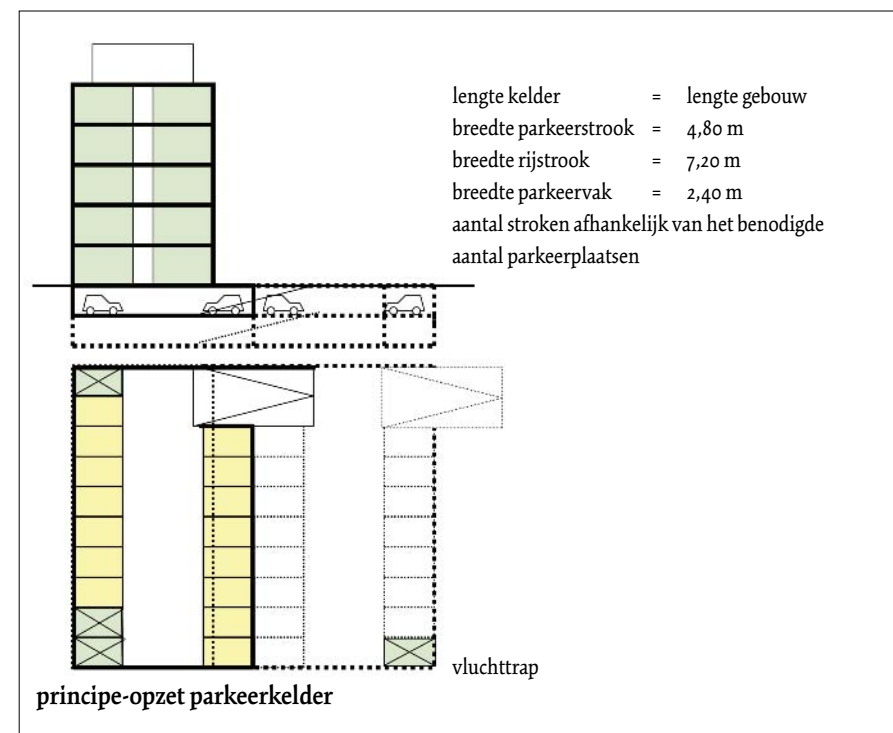 lengte kelder = lengte gebouw
breedte parkeerstrook = 4,80 m
breedte rijstrook = 7,20 m
breedte parkeervak = 2,40 m
aantal stroken afhankelijk van het benodigde
aantal parkeerplaatsen
vluchttrap
principe-opzet parkeerkelder